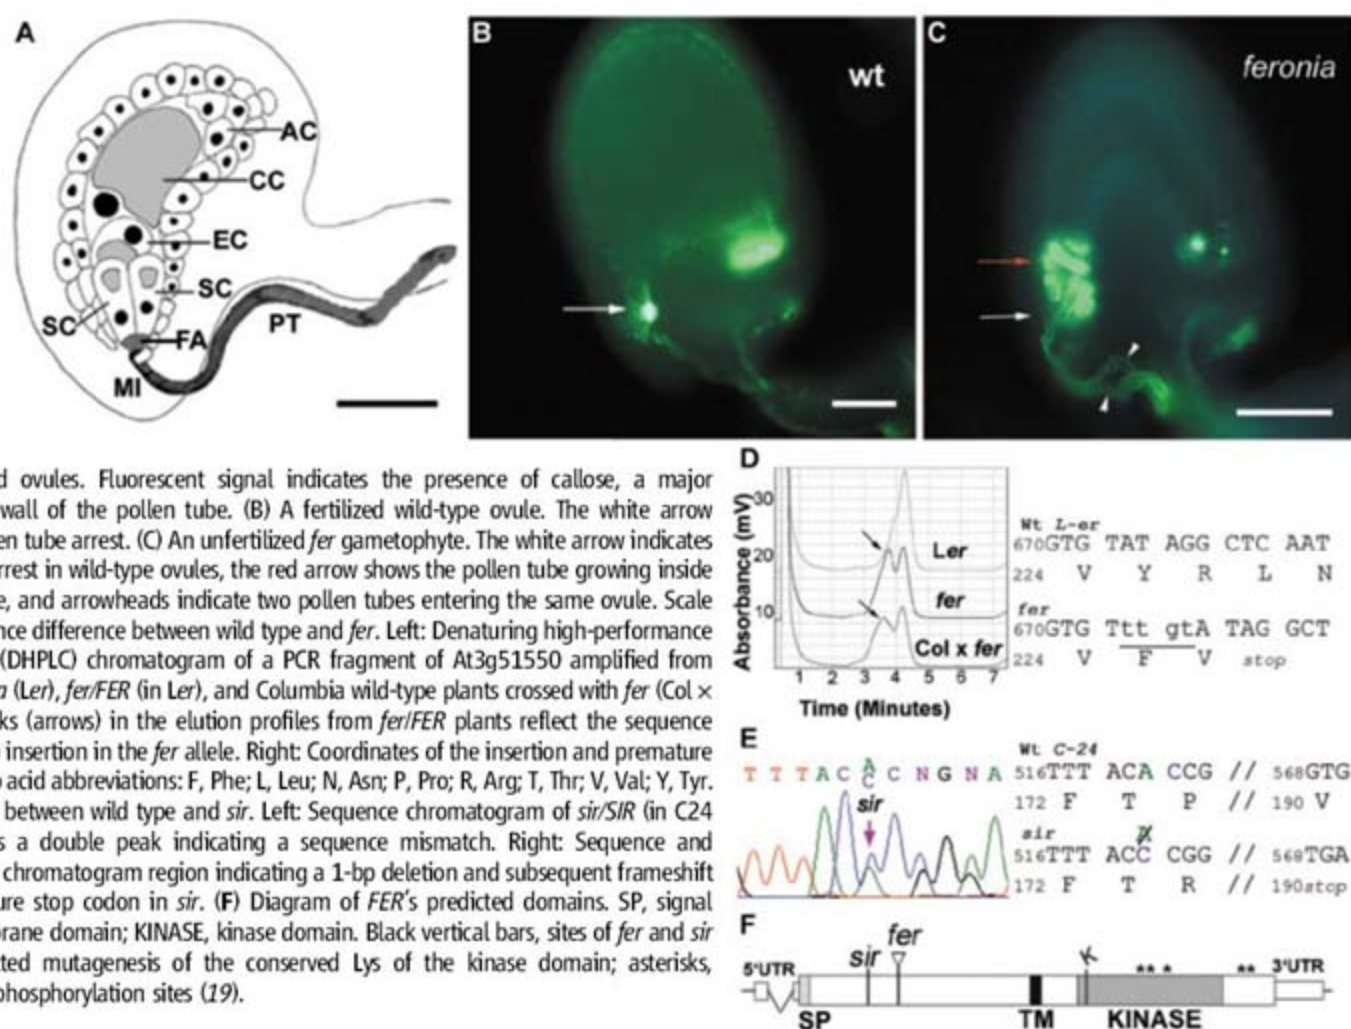 A
AC
CC
EC
SC
SC
FA
PT
MI
B
wt
C
feronia
d ovules. Fluorescent signal indicates the presence of callose, a major
wall of the pollen tube. (B) A fertilized wild-type ovule. The white arrow
en tube arrest. (C) An unfertilized fer gametophyte. The white arrow indicates
rrest in wild-type ovules, the red arrow shows the pollen tube growing inside
e, and arrowheads indicate two pollen tubes entering the same ovule. Scale
nce difference between wild type and fer. Left: Denaturing high-performance
(DHPLC) chromatogram of a PCR fragment of At3g51550 amplified from
a (Ler), fer/FER (in Ler), and Columbia wild-type plants crossed with fer (Col ×
ks (arrows) in the elution profiles from fer/FER plants reflect the sequence
insertion in the fer allele. Right: Coordinates of the insertion and premature
o acid abbreviations: F, Phe; L, Leu; N, Asn; P, Pro; R, Arg; T, Thr; V, Val; Y, Tyr.
between wild type and sir. Left: Sequence chromatogram of sir/SIR (in C24
s a double peak indicating a sequence mismatch. Right: Sequence and
chromatogram region indicating a 1-bp deletion and subsequent frameshift
ure stop codon in sir. (F) Diagram of FER's predicted domains. SP, signal
brane domain; KINASE, kinase domain. Black vertical bars, sites of fer and sir
cted mutagenesis of the conserved Lys of the kinase domain; asterisks,
phosphorylation sites (19).
D
Absorbance (mV)
30
20
10
Ler
fer
Col x fer
1 2 3 4 5 6 7
Time (Minutes)
Wt L-er
670GTG TAT AGG CTC AAT
224 V Y R L N
fer
670GTG Ttt gtA TAG GCT
224 V F V stop
E
A
T T T A C C C N G N A
sir
Wt C-24
516TTT ACA CCG // 568GTG
172 F T P // 190 V
sir
A
516TTT ACC CGG // 568TGA
172 F T R // 190stop
F
5'UTR sir fer K ** * ** 3'UTR
SP TM KINASE